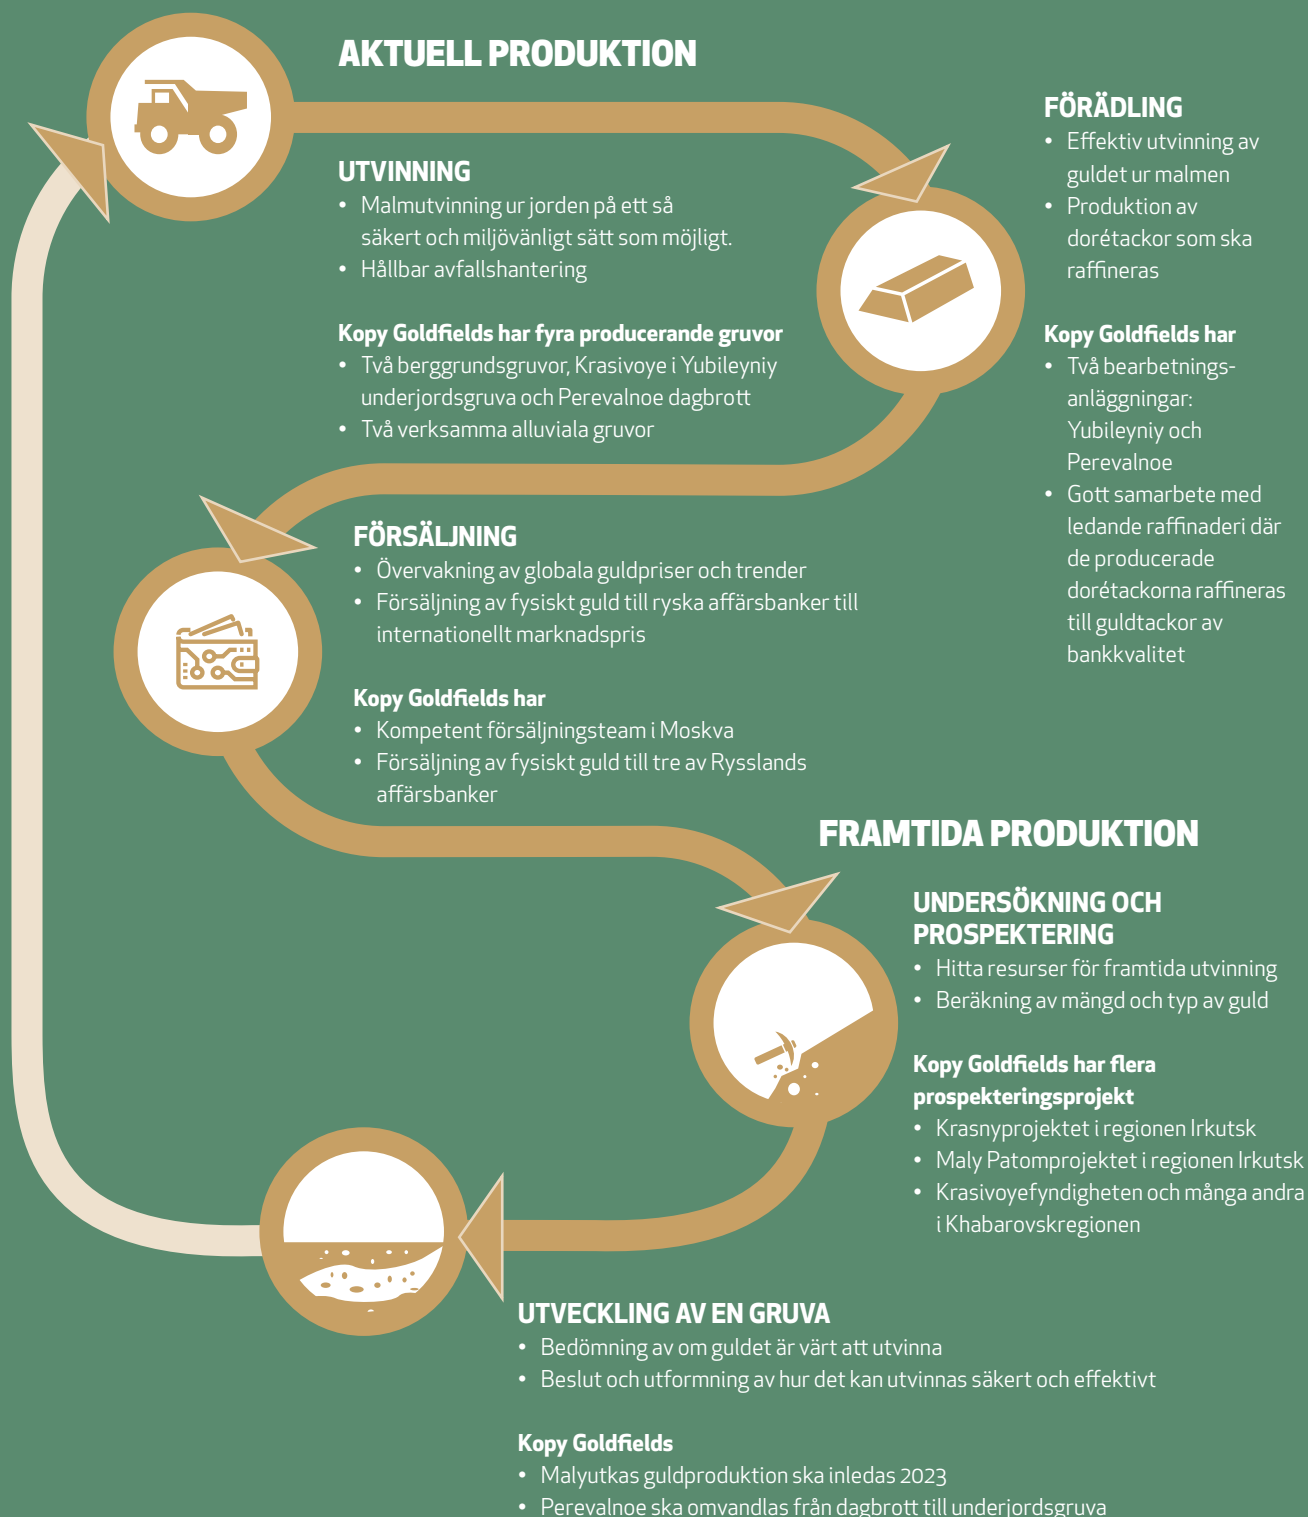 AKTUELL PRODUKTION
UTVINNING
• Malmutvinning ur jorden på ett så
säkert och miljövänligt sätt som möjligt.
• Hållbar avfallshantering
Kopy Goldfields har fyra producerande gruvor
• Två berggrundsgruvor, Krasivoye i Yubileyniy
underjordsgruva och Perevalnoe dagbrott
• Två verksamma alluviala gruvor
FÖRÄDLING
• Effektiv utvinning av
guldet ur malmen
• Produktion av
dorétackor som ska
raffineras
Kopy Goldfields har
• Två bearbetnings-
anläggningar:
Yubileyniy och
Perevalnoe
• Gott samarbete med
ledande raffinaderi där
de producerade
dorétackorna raffineras
till guldtackor av
bankkvalitet
FÖRSÄLJNING
• Övervakning av globala guldpriser och trender
• Försäljning av fysiskt guld till ryska affärsbanker till
internationellt marknadspris
Kopy Goldfields har
• Kompetent försäljningsteam i Moskva
• Försäljning av fysiskt guld till tre av Rysslands
affärsbanker
FRAMTIDA PRODUKTION
UNDERSÖKNING OCH
PROSPEKTERING
• Hitta resurser för framtida utvinning
• Beräkning av mängd och typ av guld
Kopy Goldfields har flera
prospekteringsprojekt
• Krasnyprojektet i regionen Irkutsk
• Maly Patomprojektet i regionen Irkutsk
• Krasivoyefyndigheten och många andra
i Khabarovskregionen
UTVECKLING AV EN GRUVA
• Bedömning av om guldet är värt att utvinna
• Beslut och utformning av hur det kan utvinnas säkert och effektivt
Kopy Goldfields
• Malyutkas guldproduktion ska inledas 2023
• Perevalnoe ska omvandlas från dagbrott till underjordsgruva